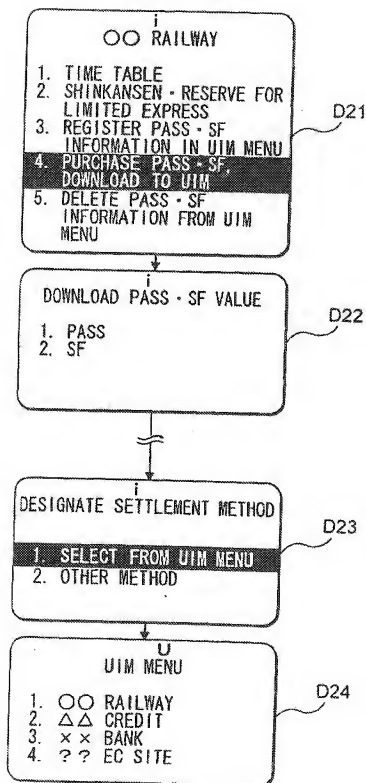 i
○○ RAILWAY
1. TIME TABLE
2. SHINKANSEN・RESERVE FOR
LIMITED EXPRESS
3. REGISTER PASS・SF
INFORMATION IN UIM MENU
4. PURCHASE PASS・SF,
DOWNLOAD TO UIM
5. DELETE PASS・SF
INFORMATION FROM UIM
MENU
D21
i
DOWNLOAD PASS・SF VALUE
1. PASS
2. SF
D22
i
DESIGNATE SETTLEMENT METHOD
1. SELECT FROM UIM MENU
2. OTHER METHOD
D23
U
UIM MENU
1. ○○ RAILWAY
2. △△ CREDIT
3. ×× BANK
4. ?? EC SITE
D24